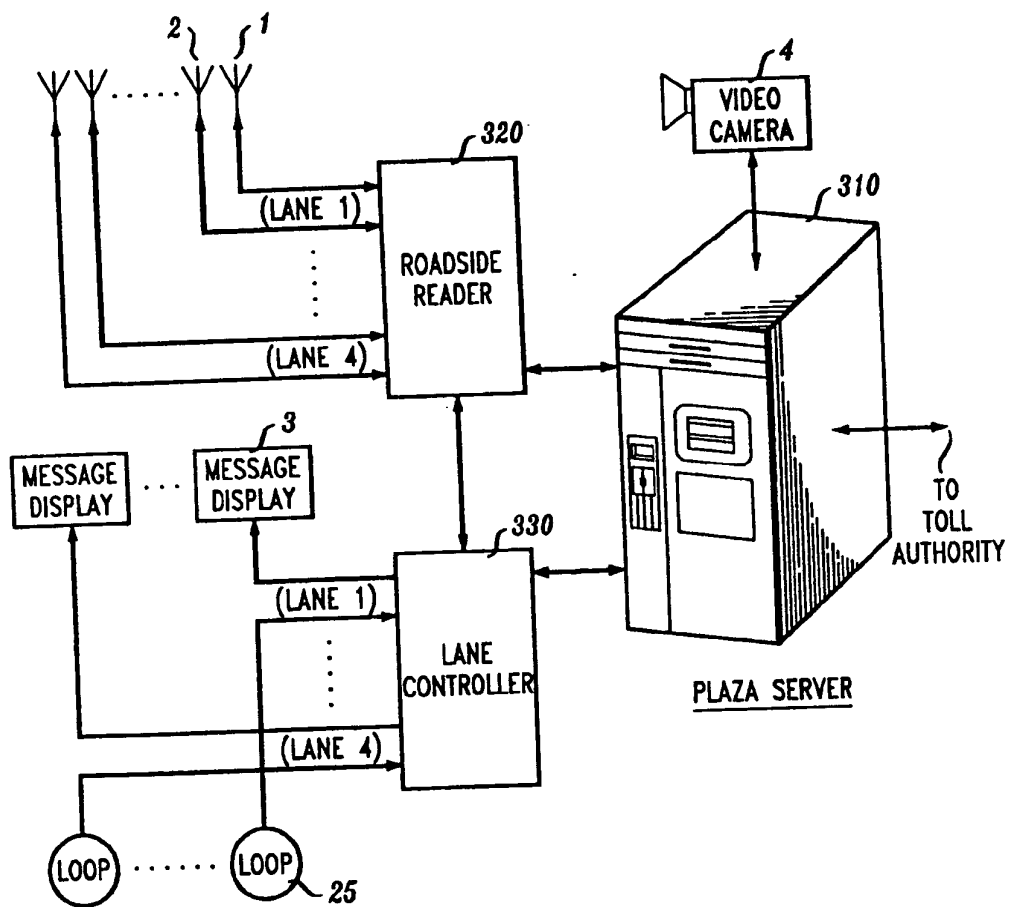 2
1
4
VIDEO
CAMERA
320
310
(LANE 1)
ROADSIDE
READER
(LANE 4)
3
MESSAGE
DISPLAY
MESSAGE
DISPLAY
TO
TOLL
AUTHORITY
330
(LANE 1)
LANE
CONTROLLER
PLAZA SERVER
(LANE 4)
LOOP
LOOP
25